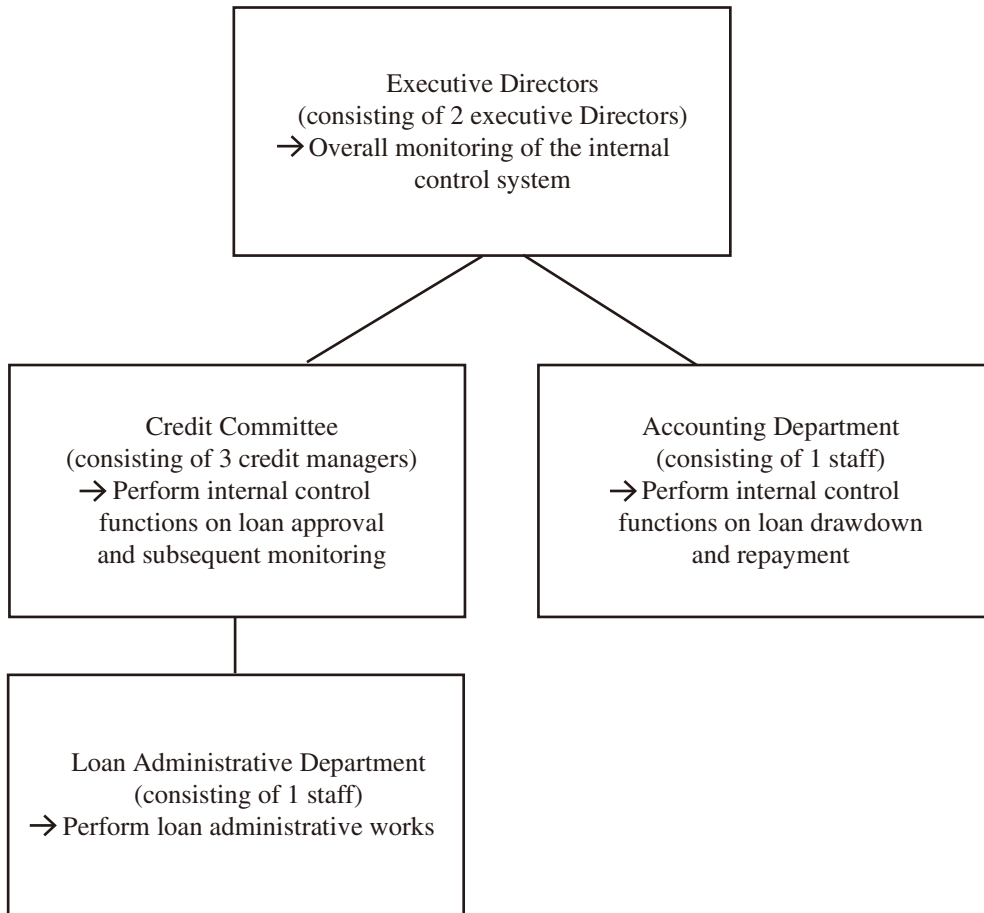 Executive Directors
(consisting of 2 executive Directors)
→ Overall monitoring of the internal
control system
Credit Committee
(consisting of 3 credit managers)
→ Perform internal control
functions on loan approval
and subsequent monitoring
Accounting Department
(consisting of 1 staff)
→ Perform internal control
functions on loan drawdown
and repayment
Loan Administrative Department
(consisting of 1 staff)
→ Perform loan administrative works